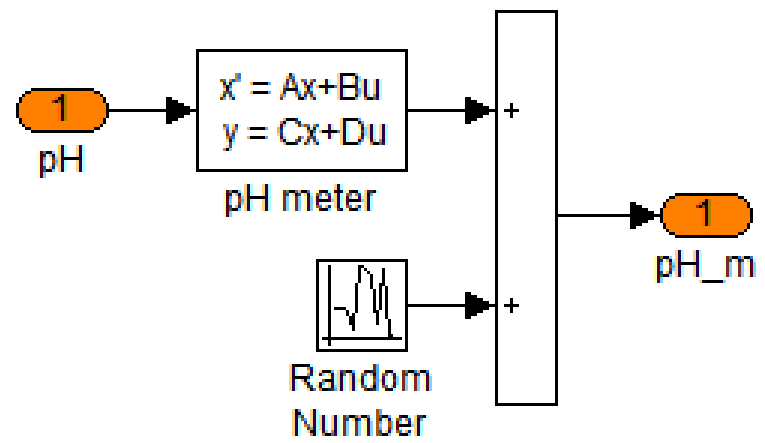 1
pH
x' = Ax+Bu
y = Cx+Du
pH meter
+
+
1
pH_m
Random
Number